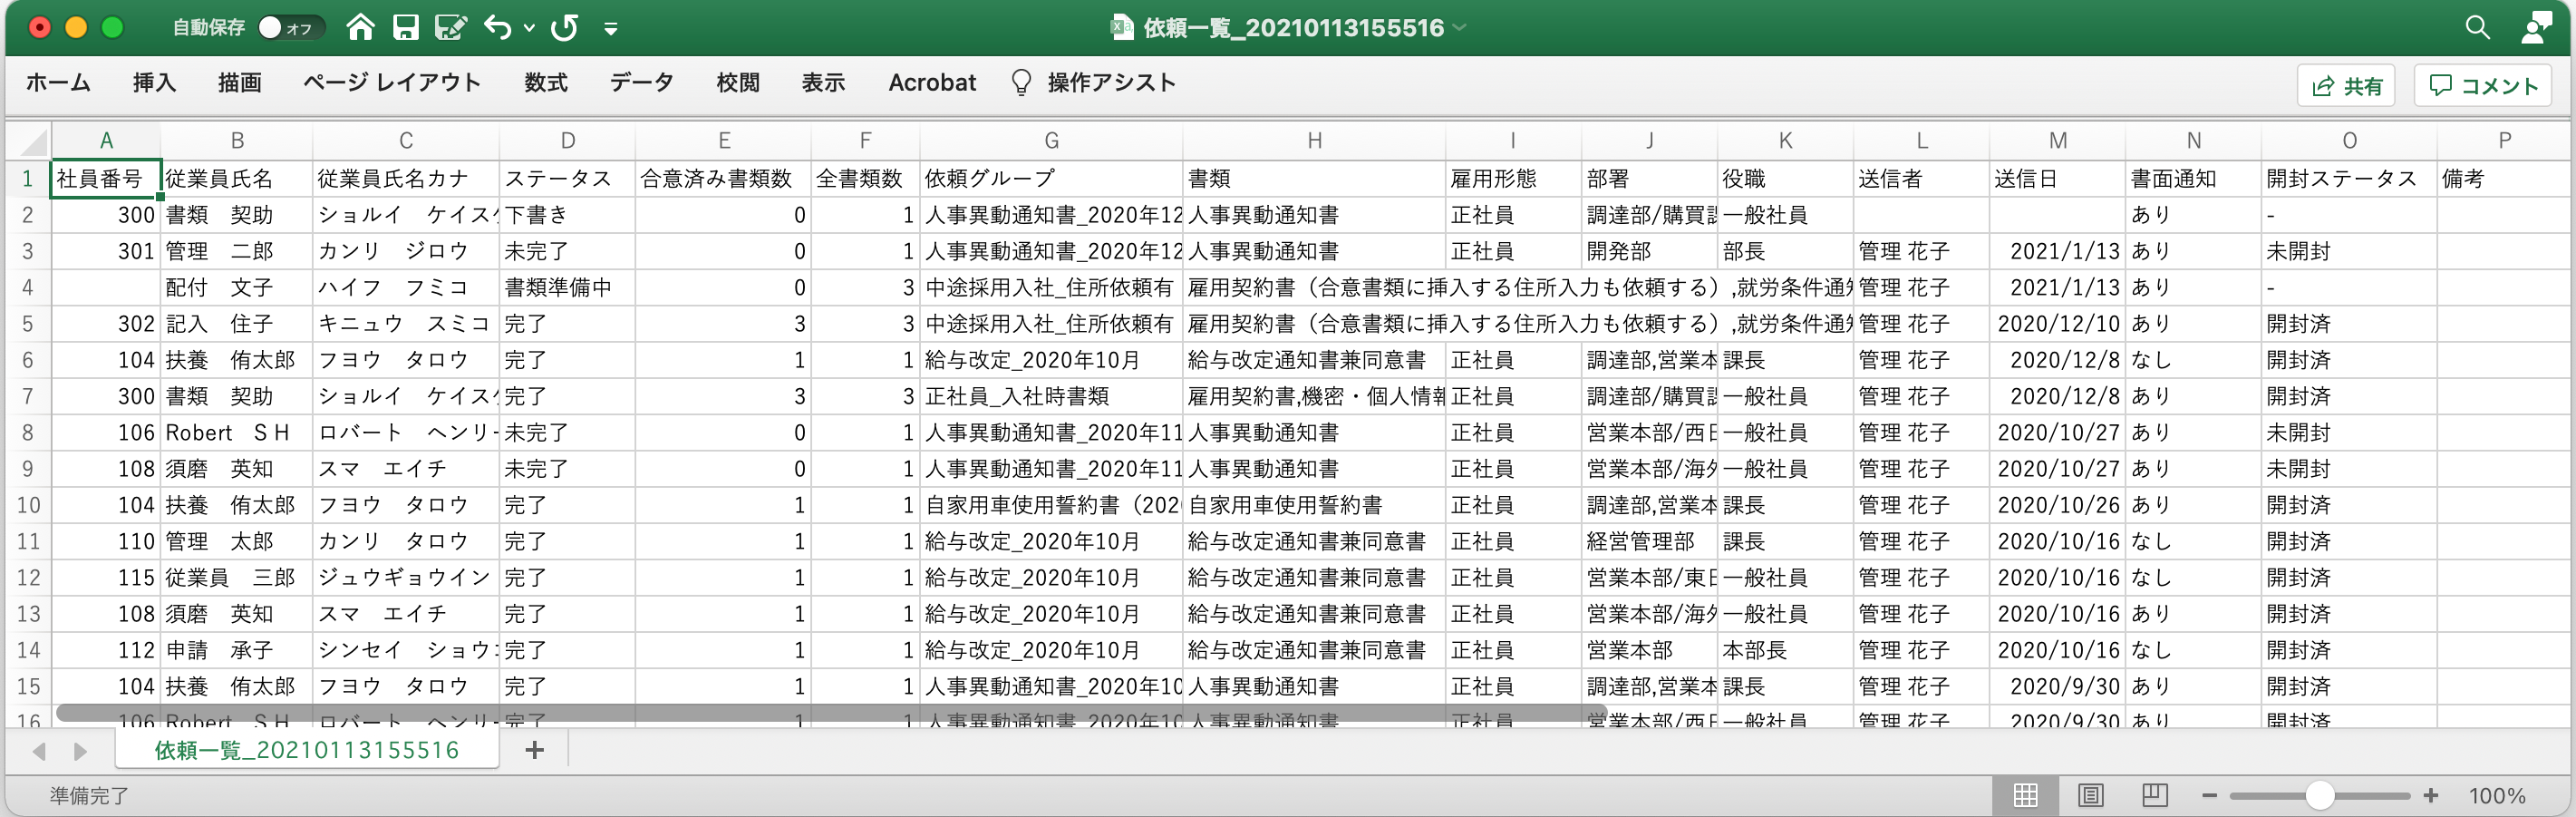 自動保存 オフ 依頼一覧_20210113155516
ホーム 挿入 描画 ページ レイアウト 数式 データ 校閲 表示 Acrobat 操作アシスト 共有 コメント
A B C D E F G H I J K L M N O P
1 社員番号 従業員氏名 従業員氏名カナ ステータス 合意済み書類数 全書類数 依頼グループ 書類 雇用形態 部署 役職 送信者 送信日 書面通知 開封ステータス 備考
2 300 書類 契助 ショルイ ケイスケ 下書き 0 1 人事異動通知書_2020年12 人事異動通知書 正社員 調達部/購買課 一般社員 あり -
3 301 管理 二郎 カンリ ジロウ 未完了 0 1 人事異動通知書_2020年12 人事異動通知書 正社員 開発部 部長 管理 花子 2021/1/13 あり 未開封
4 配付 文子 ハイフ フミコ 書類準備中 0 3 中途採用入社_住所依頼有 雇用契約書（合意書類に挿入する住所入力も依頼する）,就労条件通知 管理 花子 2021/1/13 あり -
5 302 記入 住子 キニュウ スミコ 完了 3 3 中途採用入社_住所依頼有 雇用契約書（合意書類に挿入する住所入力も依頼する）,就労条件通知 管理 花子 2020/12/10 あり 開封済
6 104 扶養 侑太郎 フヨウ タロウ 完了 1 1 給与改定_2020年10月 給与改定通知書兼同意書 正社員 調達部,営業本 課長 管理 花子 2020/12/8 なし 開封済
7 300 書類 契助 ショルイ ケイスケ 完了 3 3 正社員_入社時書類 雇用契約書,機密・個人情報 正社員 調達部/購買課 一般社員 管理 花子 2020/12/8 あり 開封済
8 106 Robert S H ロバート ヘンリー 未完了 0 1 人事異動通知書_2020年11 人事異動通知書 正社員 営業本部/西日 一般社員 管理 花子 2020/10/27 あり 未開封
9 108 須磨 英知 スマ エイチ 未完了 0 1 人事異動通知書_2020年11 人事異動通知書 正社員 営業本部/海外 一般社員 管理 花子 2020/10/27 あり 未開封
10 104 扶養 侑太郎 フヨウ タロウ 完了 1 1 自家用車使用誓約書（202 自家用車使用誓約書 正社員 調達部,営業本 課長 管理 花子 2020/10/26 あり 開封済
11 110 管理 太郎 カンリ タロウ 完了 1 1 給与改定_2020年10月 給与改定通知書兼同意書 正社員 経営管理部 課長 管理 花子 2020/10/16 なし 開封済
12 115 従業員 三郎 ジュウギョウイン 完了 1 1 給与改定_2020年10月 給与改定通知書兼同意書 正社員 営業本部/東日 一般社員 管理 花子 2020/10/16 なし 開封済
13 108 須磨 英知 スマ エイチ 完了 1 1 給与改定_2020年10月 給与改定通知書兼同意書 正社員 営業本部/海外 一般社員 管理 花子 2020/10/16 あり 開封済
14 112 申請 承子 シンセイ ショウコ 完了 1 1 給与改定_2020年10月 給与改定通知書兼同意書 正社員 営業本部 本部長 管理 花子 2020/10/16 なし 開封済
15 104 扶養 侑太郎 フヨウ タロウ 完了 1 1 人事異動通知書_2020年10 人事異動通知書 正社員 調達部,営業本 課長 管理 花子 2020/9/30 あり 開封済
16 106 Robert S H ロバート ヘンリー 完了 1 1 人事異動通知書_2020年10 人事異動通知書 正社員 営業本部/西日 一般社員 管理 花子 2020/9/30 あり 開封済
依頼一覧_20210113155516
準備完了 100%